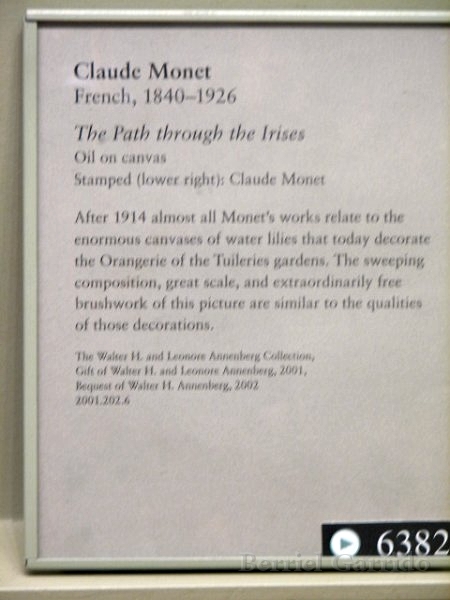 Claude Monet
French, 1840–1926
The Path through the Irises
Oil on canvas
Stamped (lower right): Claude Monet
After 1914 almost all Monet's works relate to the
enormous canvases of water lilies that today decorate
the Orangerie of the Tuileries gardens. The sweeping
composition, great scale, and extraordinarily free
brushwork of this picture are similar to the qualities
of those decorations.
The Walter H. and Leonore Annenberg Collection,
Gift of Walter H. and Leonore Annenberg, 2001,
Bequest of Walter H. Annenberg, 2002
2001.202.6
6382
Berriel Garrido